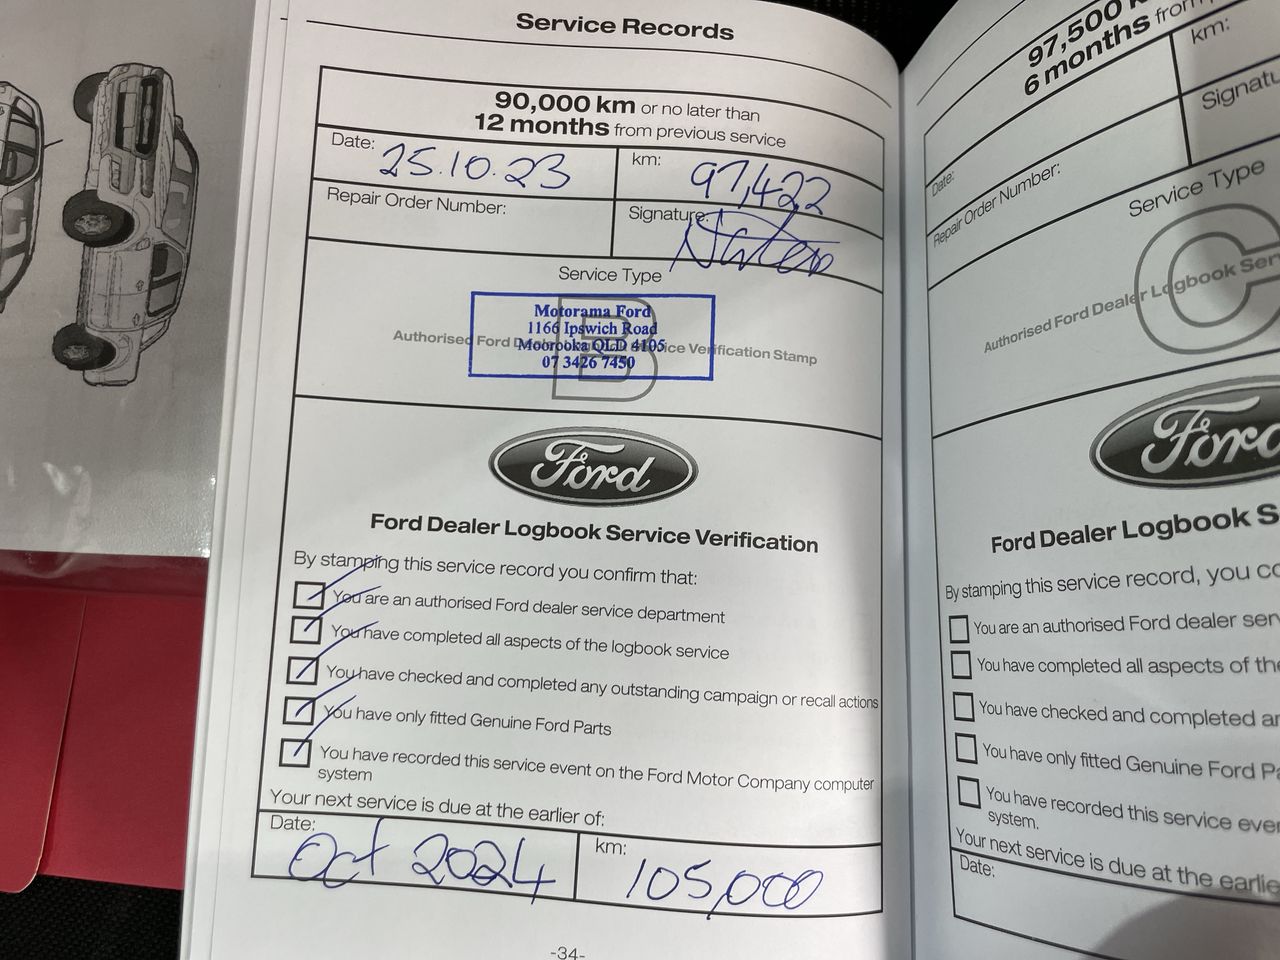 Service Records
90,000 km or no later than
12 months from previous service
Date: 25.10.23
km: 97,422
Repair Order Number:
Signature:
Service Type
B
Authorised Ford
Service Verification Stamp
Motorama Ford
1166 Ipswich Road
Moorooka QLD 4105
07 3426 7450
Ford
Ford Dealer Logbook Service Verification
By stamping this service record you confirm that:
You are an authorised Ford dealer service department
You have completed all aspects of the logbook service
You have checked and completed any outstanding campaign or recall actions
You have only fitted Genuine Ford Parts
You have recorded this service event on the Ford Motor Company computer
system
Your next service is due at the earlier of:
Date: Oct 2024
km: 105,000
-34-
97,500
6 months from
km:
Date:
Signatu
Repair Order Number:
Service Type
C
Authorised Ford Dealer Logbook Ser
Ford
Ford Dealer Logbook S
By stamping this service record, you co
You are an authorised Ford dealer ser
You have completed all aspects of th
You have checked and completed a
You have only fitted Genuine Ford Pa
You have recorded this service eve
system.
Your next service is due at the earlie
Date: